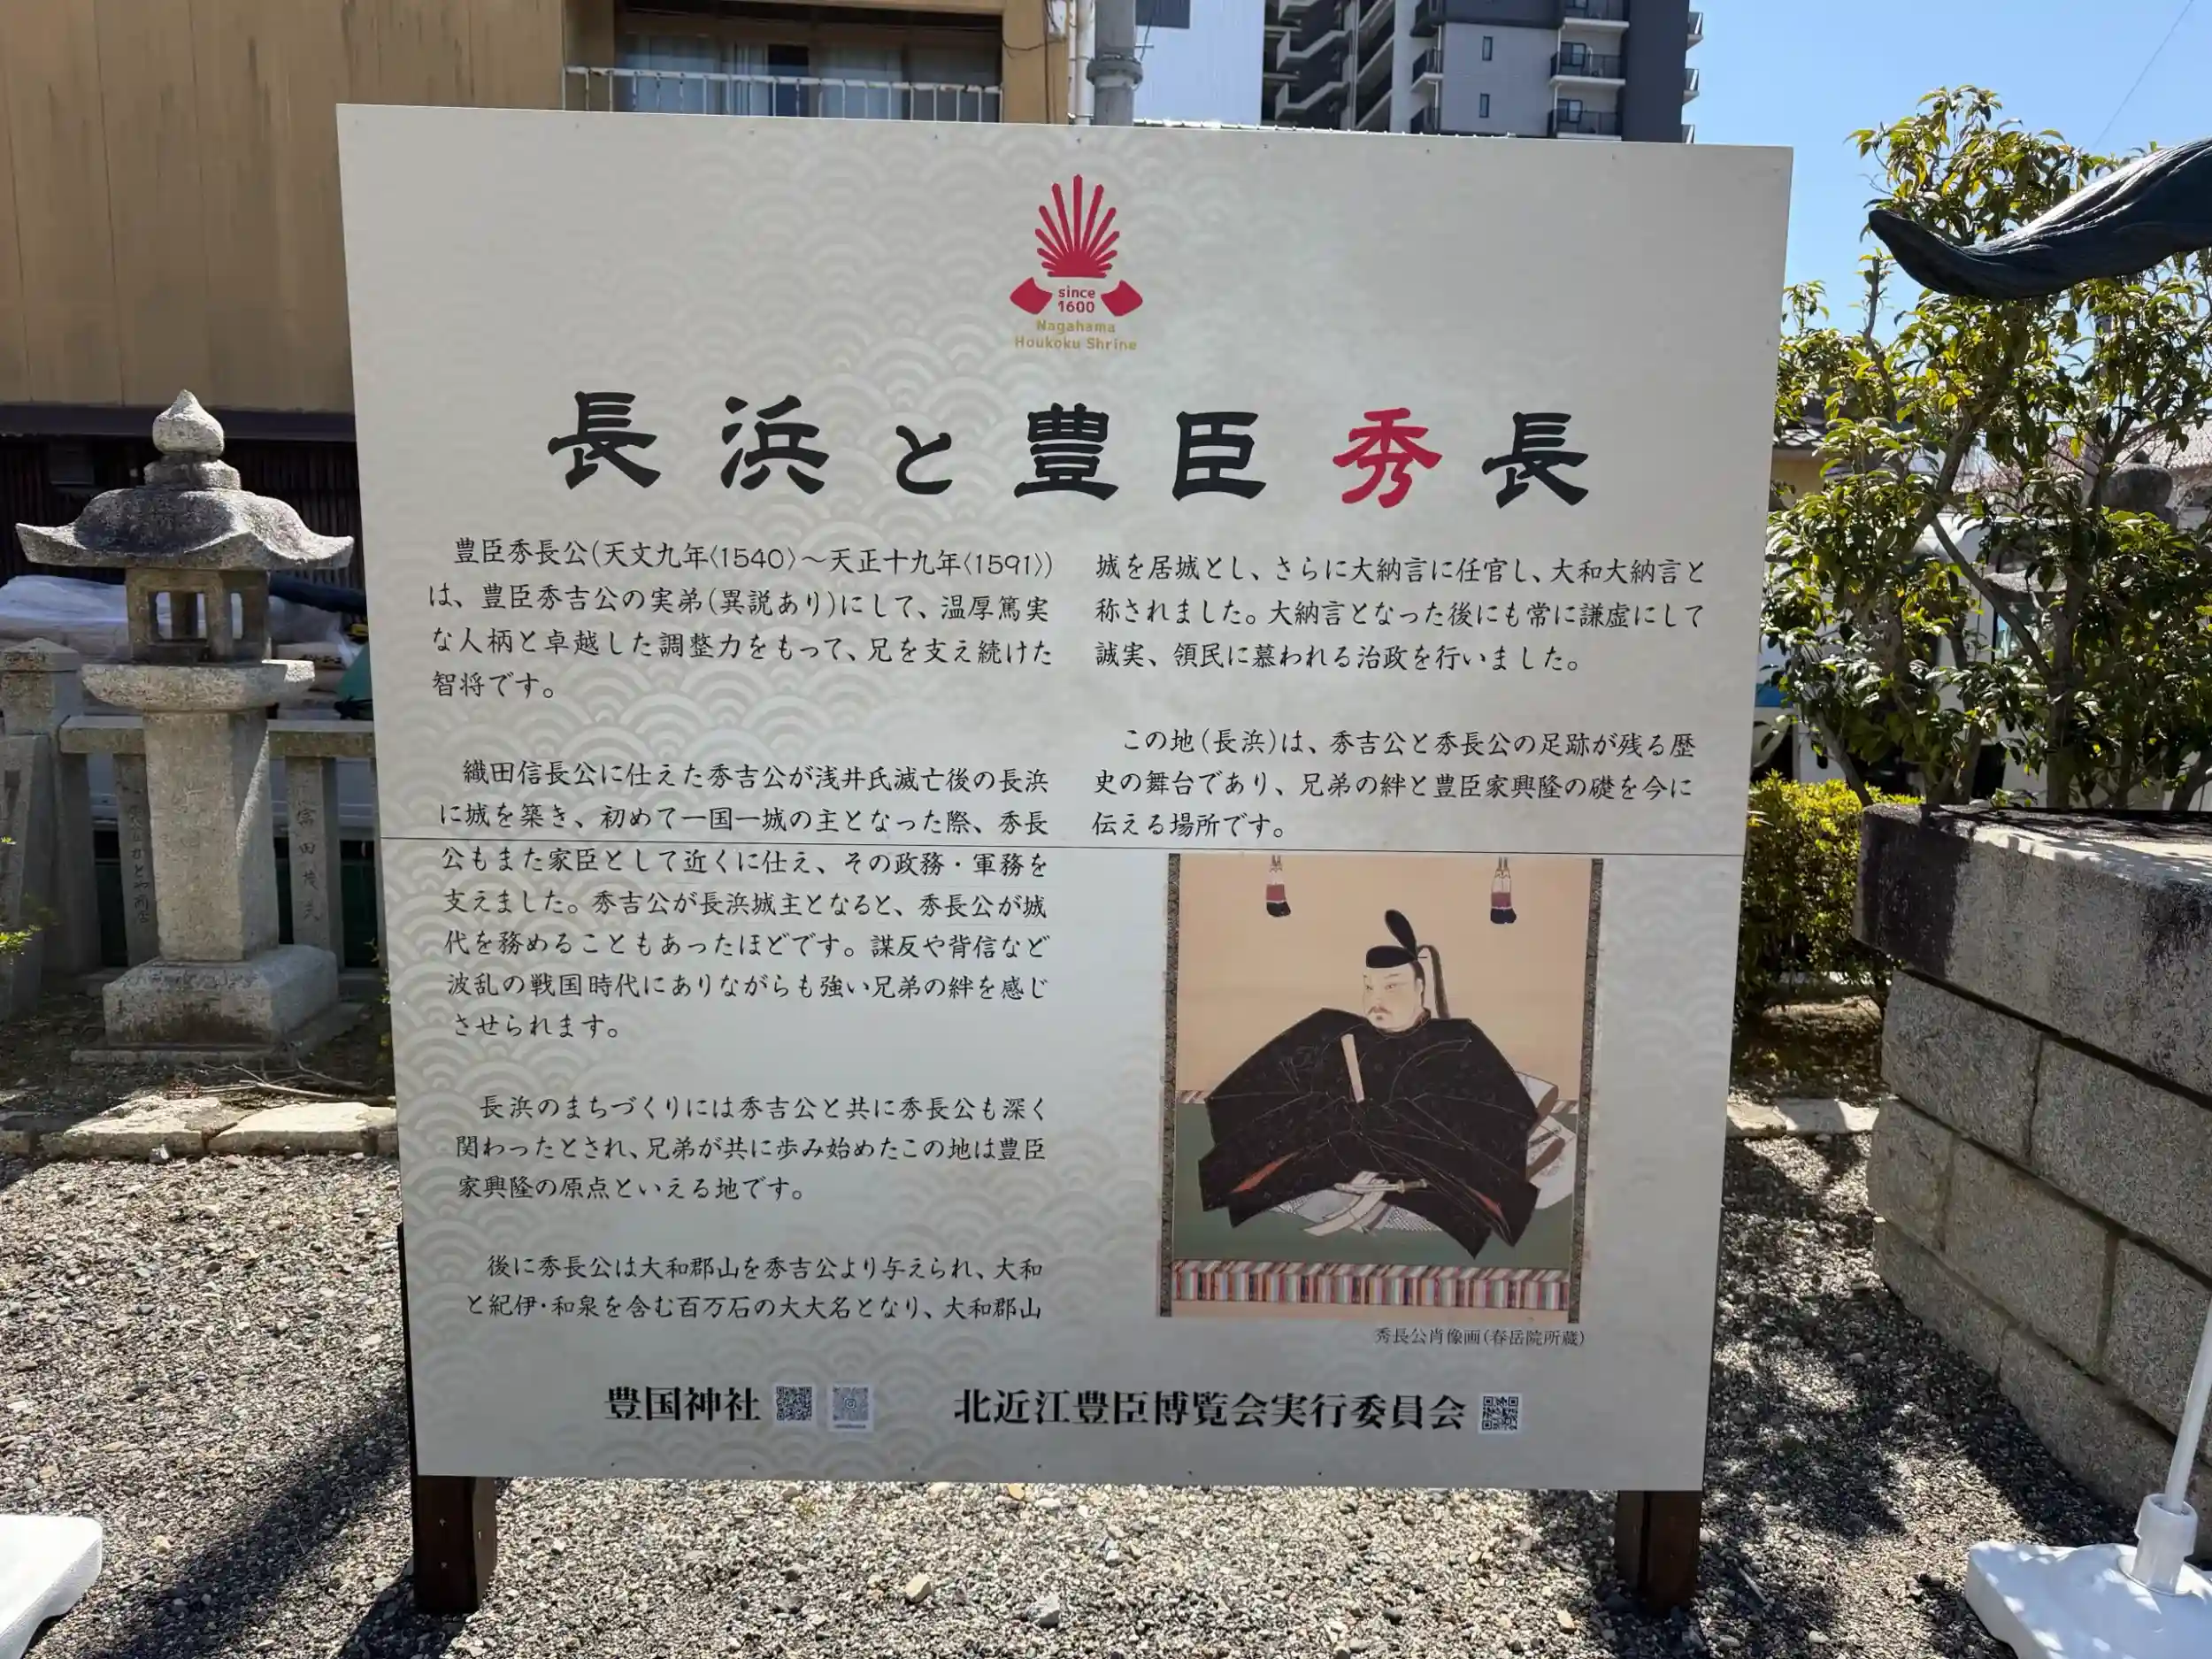 since
1600
Nagahama
Houkoku Shrine
長浜と豊臣秀長
豊臣秀長公(天文九年〈1540〉～天正十九年〈1591〉)
は、豊臣秀吉公の実弟(異説あり)にして、温厚篤実
な人柄と卓越した調整力をもって、兄を支え続けた
智将です。
織田信長公に仕えた秀吉公が浅井氏滅亡後の長浜
に城を築き、初めて一国一城の主となった際、秀長
公もまた家臣として近くに仕え、その政務・軍務を
支えました。秀吉公が長浜城主となると、秀長公が城
代を務めることもあったほどです。謀反や背信など
波乱の戦国時代にありながらも強い兄弟の絆を感じ
させられます。
長浜のまちづくりには秀吉公と共に秀長公も深く
関わったとされ、兄弟が共に歩み始めたこの地は豊臣
家興隆の原点といえる地です。
後に秀長公は大和郡山を秀吉公より与えられ、大和
と紀伊・和泉を含む百万石の大大名となり、大和郡山
城を居城とし、さらに大納言に任官し、大和大納言と
称されました。大納言となった後にも常に謙虚にして
誠実、領民に慕われる治政を行いました。
この地(長浜)は、秀吉公と秀長公の足跡が残る歴
史の舞台であり、兄弟の絆と豊臣家興隆の礎を今に
伝える場所です。
秀長公肖像画(春岳院所蔵)
豊国神社
北近江豊臣博覧会実行委員会